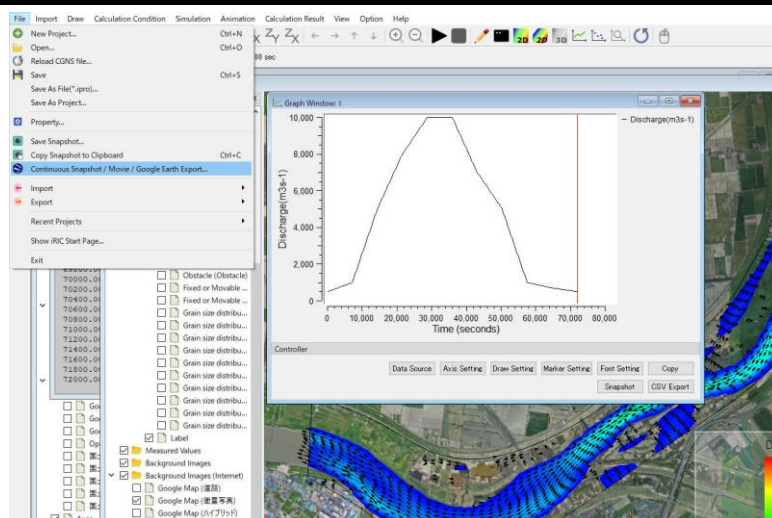 File Import Draw Calculation Condition Simulation Animation Calculation Result View Option Help
New Project... Ctrl+N
Open... Ctrl+O
Reload CGNS file...
Save Ctrl+S
Save As File(*.ipro)...
Save As Project...
Property...
Save Snapshot...
Copy Snapshot to Clipboard Ctrl+C
Continuous Snapshot / Movie / Google Earth Export...
Import
Export
Recent Projects
Show iRIC Start Page...
Exit
sec
70000.0
70200.0
70400.0
70600.0
70800.0
71000.0
71200.0
71400.0
71600.0
71800.0
72000.0
Obstacle (Obstacle)
Fixed or Movable ...
Fixed or Movable ...
Grain size distribu...
Grain size distribu...
Grain size distribu...
Grain size distribu...
Grain size distribu...
Grain size distribu...
Grain size distribu...
Grain size distribu...
Grain size distribu...
Grain size distribu...
Label
Measured Values
Background Images
Background Images (Internet)
Google Map (道路)
Google Map (衛星写真)
Google Map (ハイブリッド)
Graph Window: 1
Discharge(m3s-1)
Discharge(m3s-1)
10,000
8,000
6,000
4,000
2,000
0
0 10,000 20,000 30,000 40,000 50,000 60,000 70,000 80,000
Time (seconds)
Controller
Data Source Axis Setting Draw Setting Marker Setting Font Setting Copy
Snapshot CSV Export